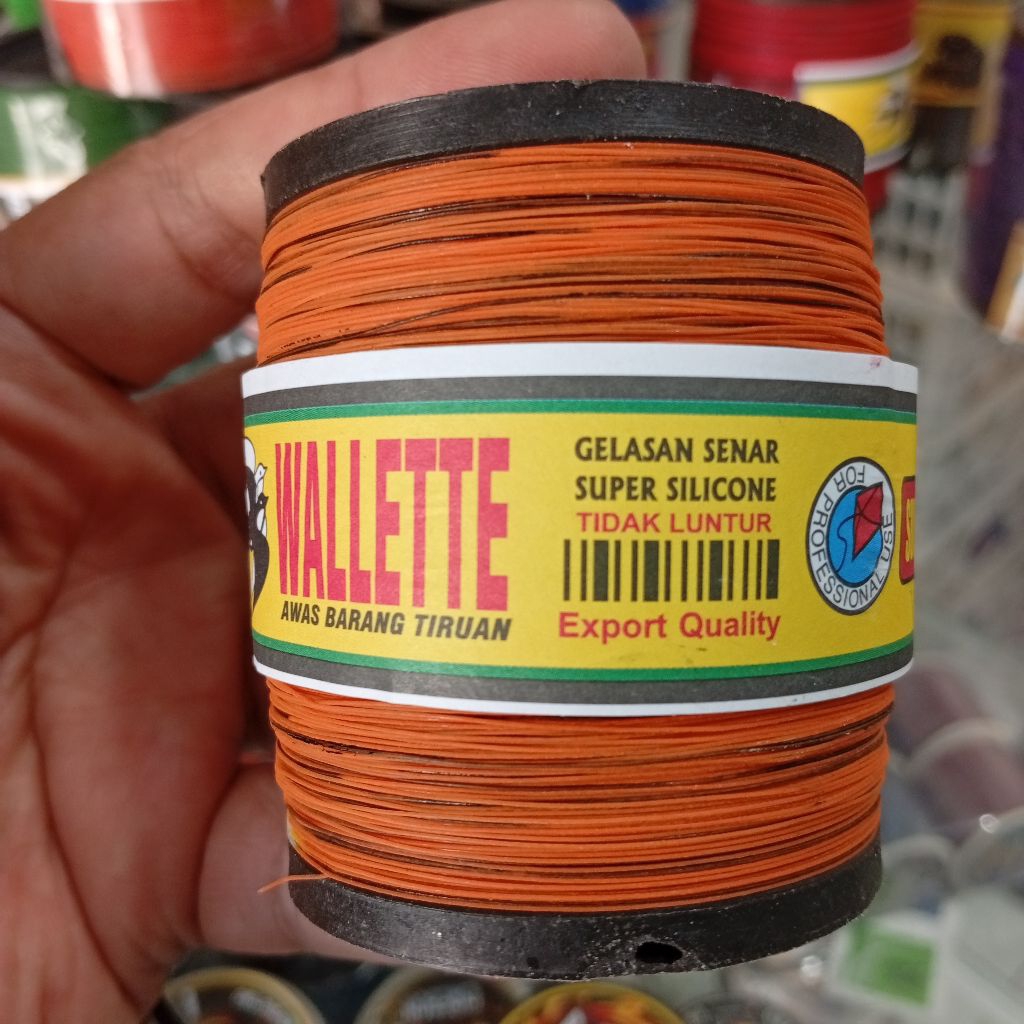 WALLETTE
AWAS BARANG TIRUAN
GELASAN SENAR
SUPER SILICONE
TIDAK LUNTUR
Export Quality
FOR PROFESSIONAL USE